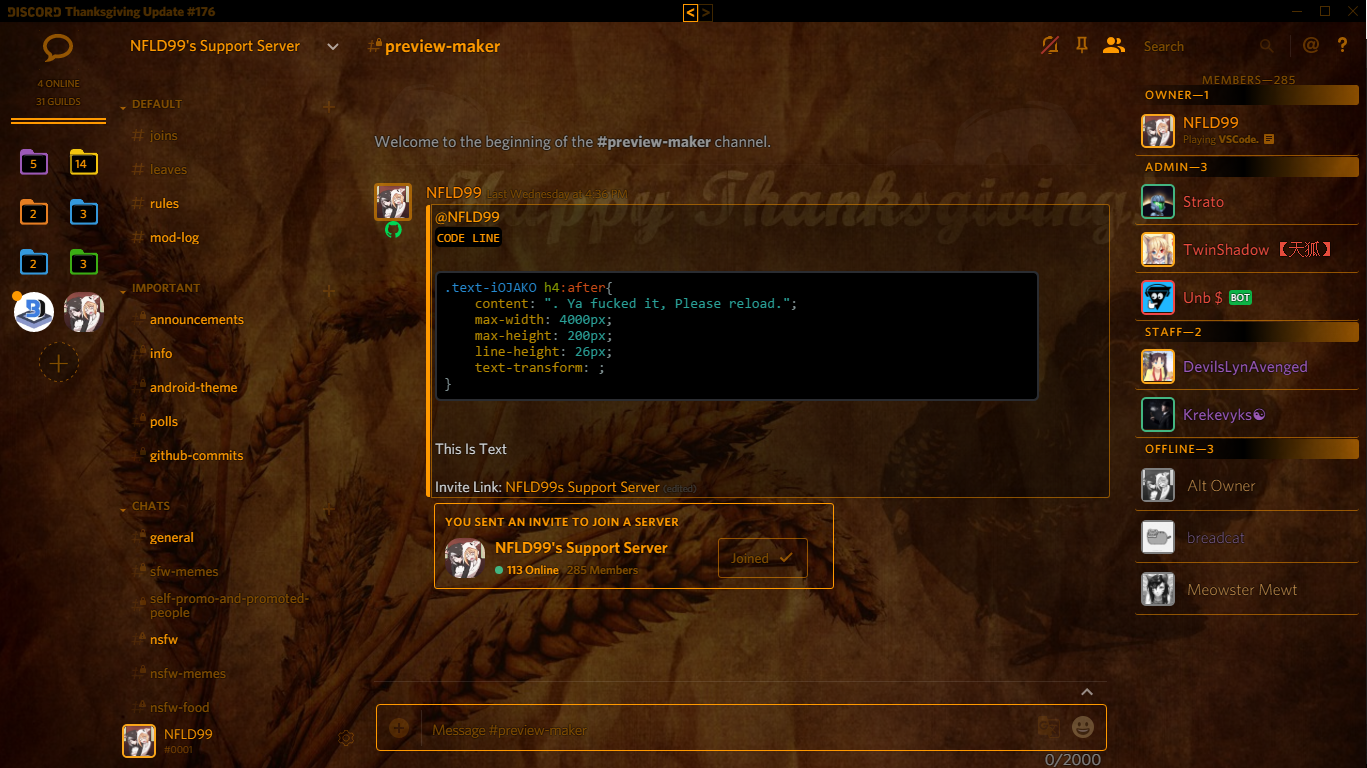 DISCORD Thanksgiving Update #176
< >
NFLD99's Support Server
# preview-maker
Search
@ ?
4 ONLINE
31 GUILDS
5
14
2
3
2
3
DEFAULT
# joins
# leaves
# rules
# mod-log
IMPORTANT
announcements
info
android-theme
polls
github-commits
CHATS
general
sfw-memes
self-promo-and-promoted-
people
nsfw
nsfw-memes
nsfw-food
NFLD99
#0001
Happy Thanksgiving
Welcome to the beginning of the #preview-maker channel.
NFLD99 Last Wednesday at 4:36 PM
@NFLD99
CODE LINE
.text-iOJAKO h4:after{
content: ". Ya fucked it, Please reload.";
max-width: 4000px;
max-height: 200px;
line-height: 26px;
text-transform: ;
}
This Is Text
Invite Link: NFLD99s Support Server (edited)
YOU SENT AN INVITE TO JOIN A SERVER
NFLD99's Support Server
113 Online 285 Members
Joined
Message #preview-maker
0/2000
MEMBERS—285
OWNER—1
NFLD99
Playing VSCode.
ADMIN—3
Strato
TwinShadow 【天狐】
Unb $ BOT
STAFF—2
DevilsLynAvenged
Krekevyks☯
OFFLINE—3
Alt Owner
breadcat
Meowster Mewt